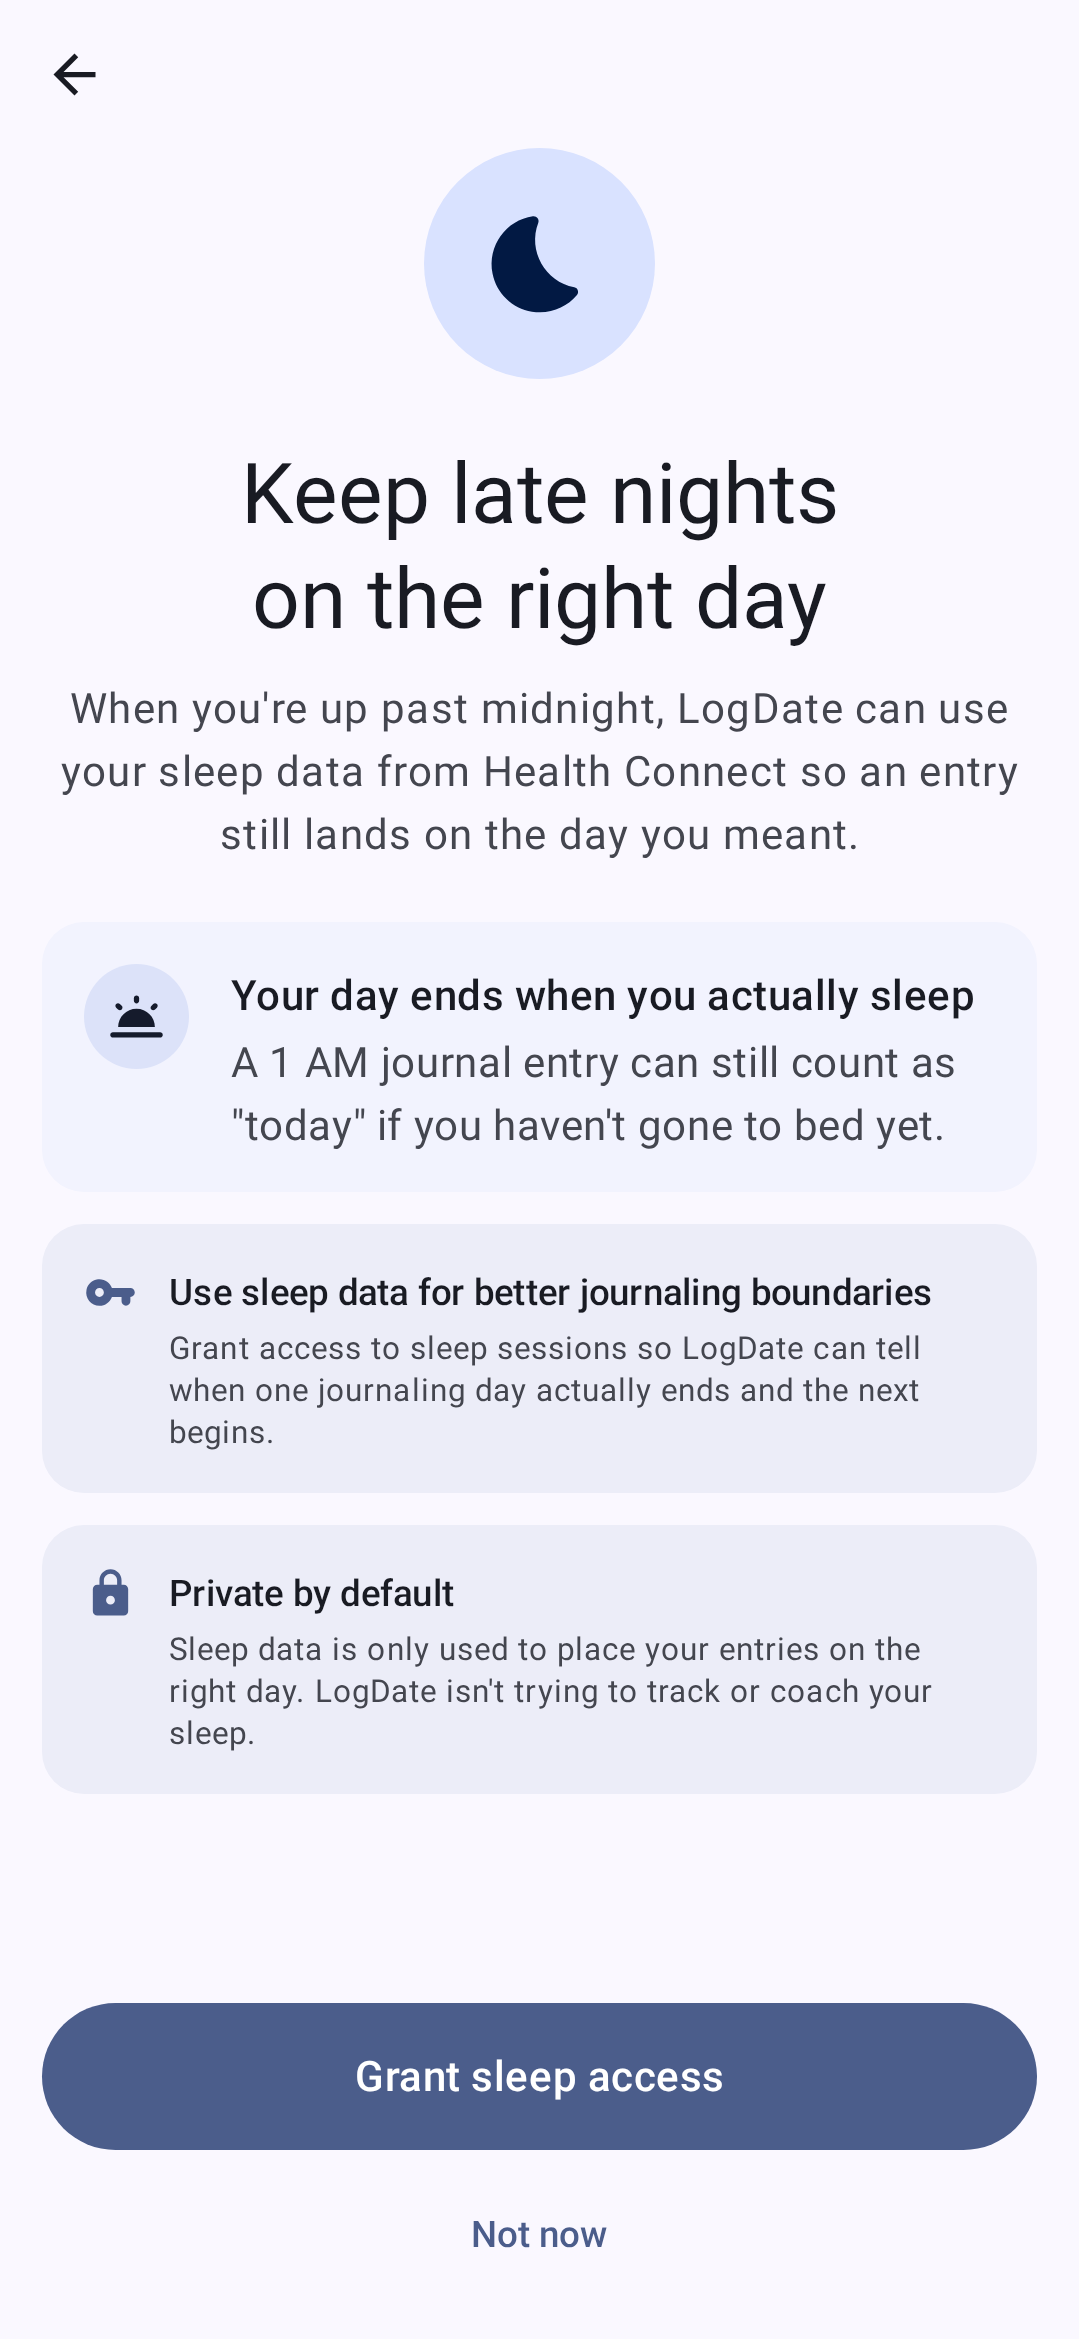 Keep late nights
on the right day
When you're up past midnight, LogDate can use
your sleep data from Health Connect so an entry
still lands on the day you meant.
Your day ends when you actually sleep
A 1 AM journal entry can still count as
"today" if you haven't gone to bed yet.
Use sleep data for better journaling boundaries
Grant access to sleep sessions so LogDate can tell
when one journaling day actually ends and the next
begins.
Private by default
Sleep data is only used to place your entries on the
right day. LogDate isn't trying to track or coach your
sleep.
Grant sleep access
Not now